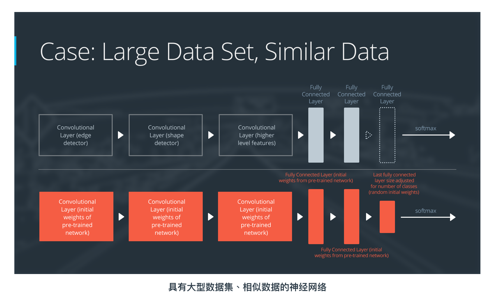 Case: Large Data Set, Similar Data
Fully
Connected
Layer
Fully
Connected
Layer
Fully
Connected
Layer
Convolutional
Layer (edge
detector)
Convolutional
Layer (shape
detector)
Convolutional
Layer (higher
level features)
softmax
Fully Connected Layer (initial
weights from pre-trained network)
Last fully connected
layer size adjusted
for number of classes
(random initial weights)
Convolutional
Layer (initial
weights of
pre-trained
network)
Convolutional
Layer (initial
weights of
pre-trained
network)
Convolutional
Layer (initial
weights of
pre-trained
network)
softmax
Fully Connected Layer (initial
weights from pre-trained network)
具有大型数据集、相似数据的神经网络